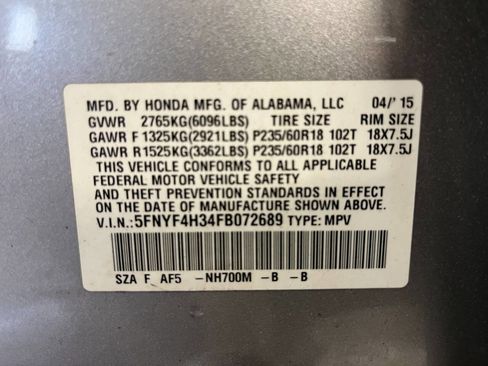 MFD. BY HONDA MFG. OF ALABAMA, LLC 04/'15
GVWR 2765KG(6096LBS) TIRE SIZE RIM SIZE
GAWR F 1325KG(2921LBS) P235/60R18 102T 18X7.5J
GAWR R1525KG(3362LBS) P235/60R18 102T 18X7.5J
THIS VEHICLE CONFORMS TO ALL APPLICABLE
FEDERAL MOTOR VEHICLE SAFETY
AND THEFT PREVENTION STANDARDS IN EFFECT
ON THE DATE OF MANUFACTURE SHOWN ABOVE.
V.I.N.:5FNYF4H34FB072689 TYPE: MPV
SZA F AF5 -NH700M -B -B